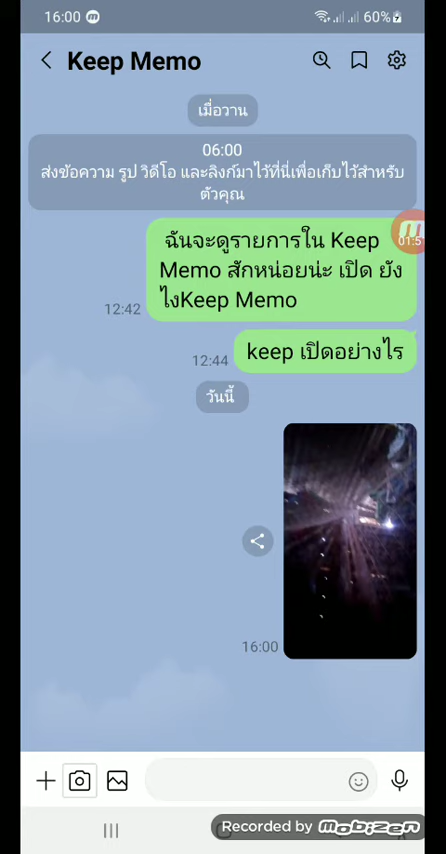 16:00 60%
Keep Memo
เมื่อวาน
06:00
ส่งข้อความ รูป วิดีโอ และลิงก์มาไว้ที่นี่เพื่อเก็บไว้สำหรับ
ตัวคุณ
ฉันจะดูรายการใน Keep
Memo สักหน่อยน่ะ เปิด ยัง
ไงKeep Memo
12:42
keep เปิดอย่างไร
12:44
วันนี้
16:00
Recorded by Mobizen